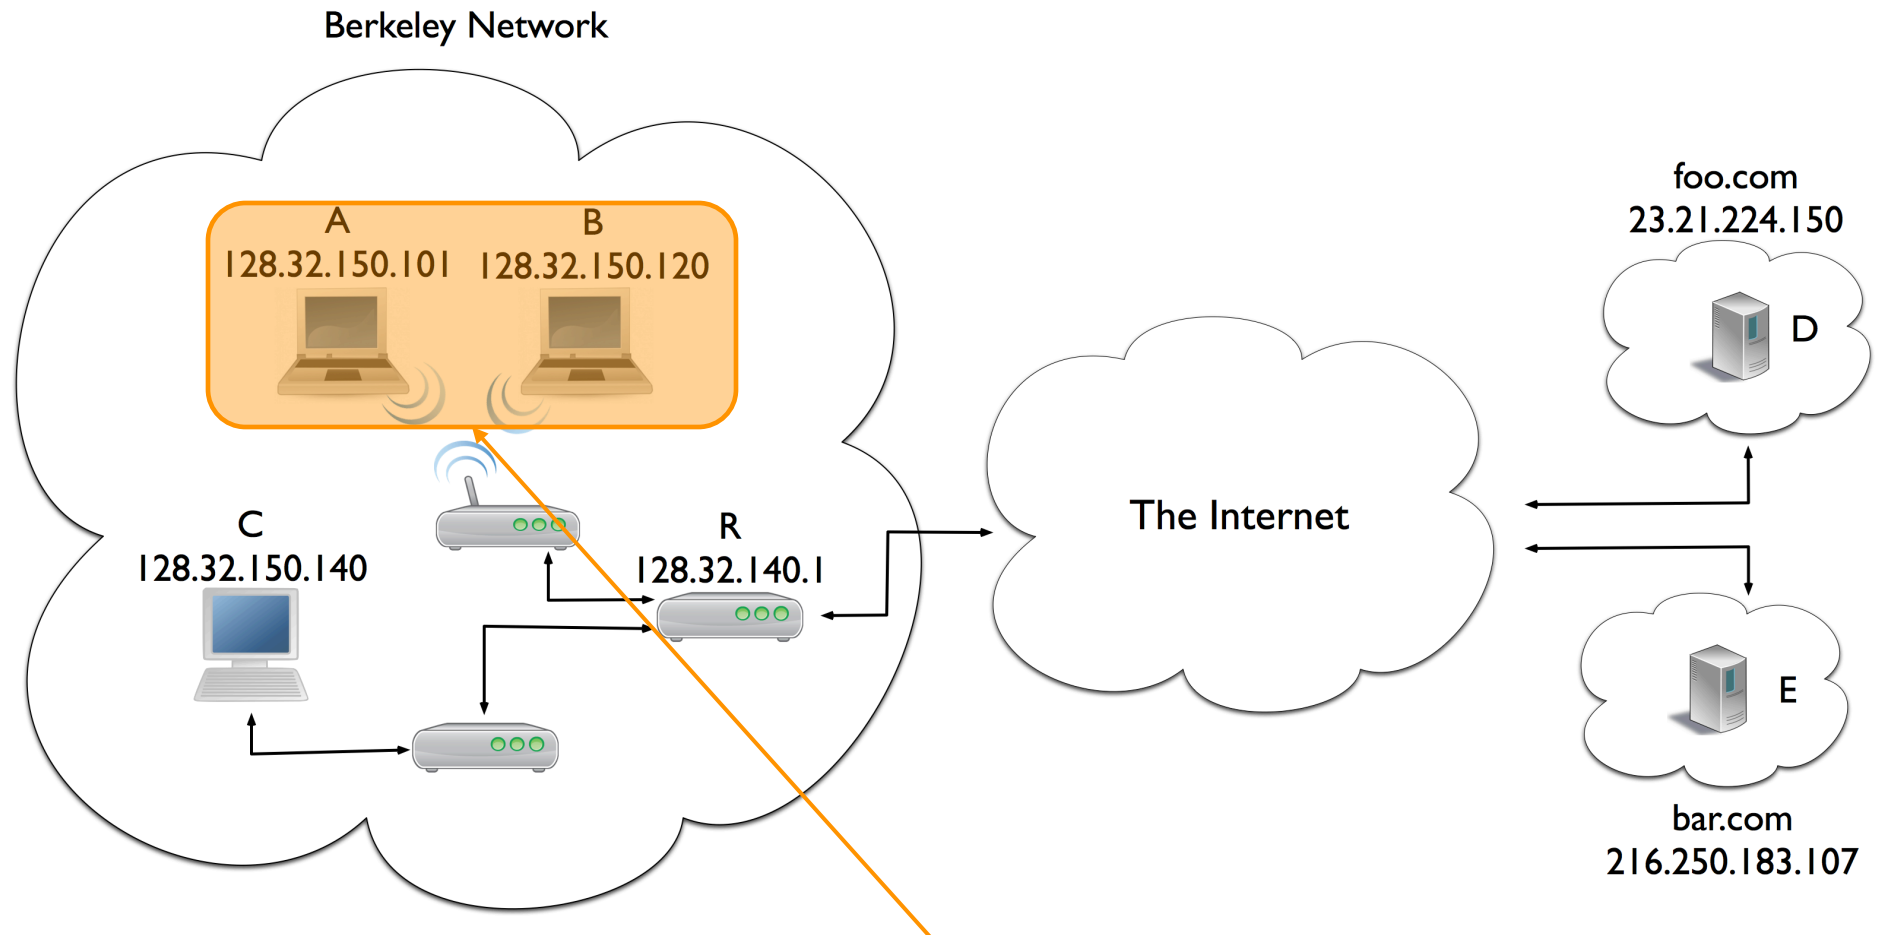 Berkeley Network
A
128.32.150.101
B
128.32.150.120
C
128.32.150.140
R
128.32.140.1
The Internet
foo.com
23.21.224.150
D
E
bar.com
216.250.183.107